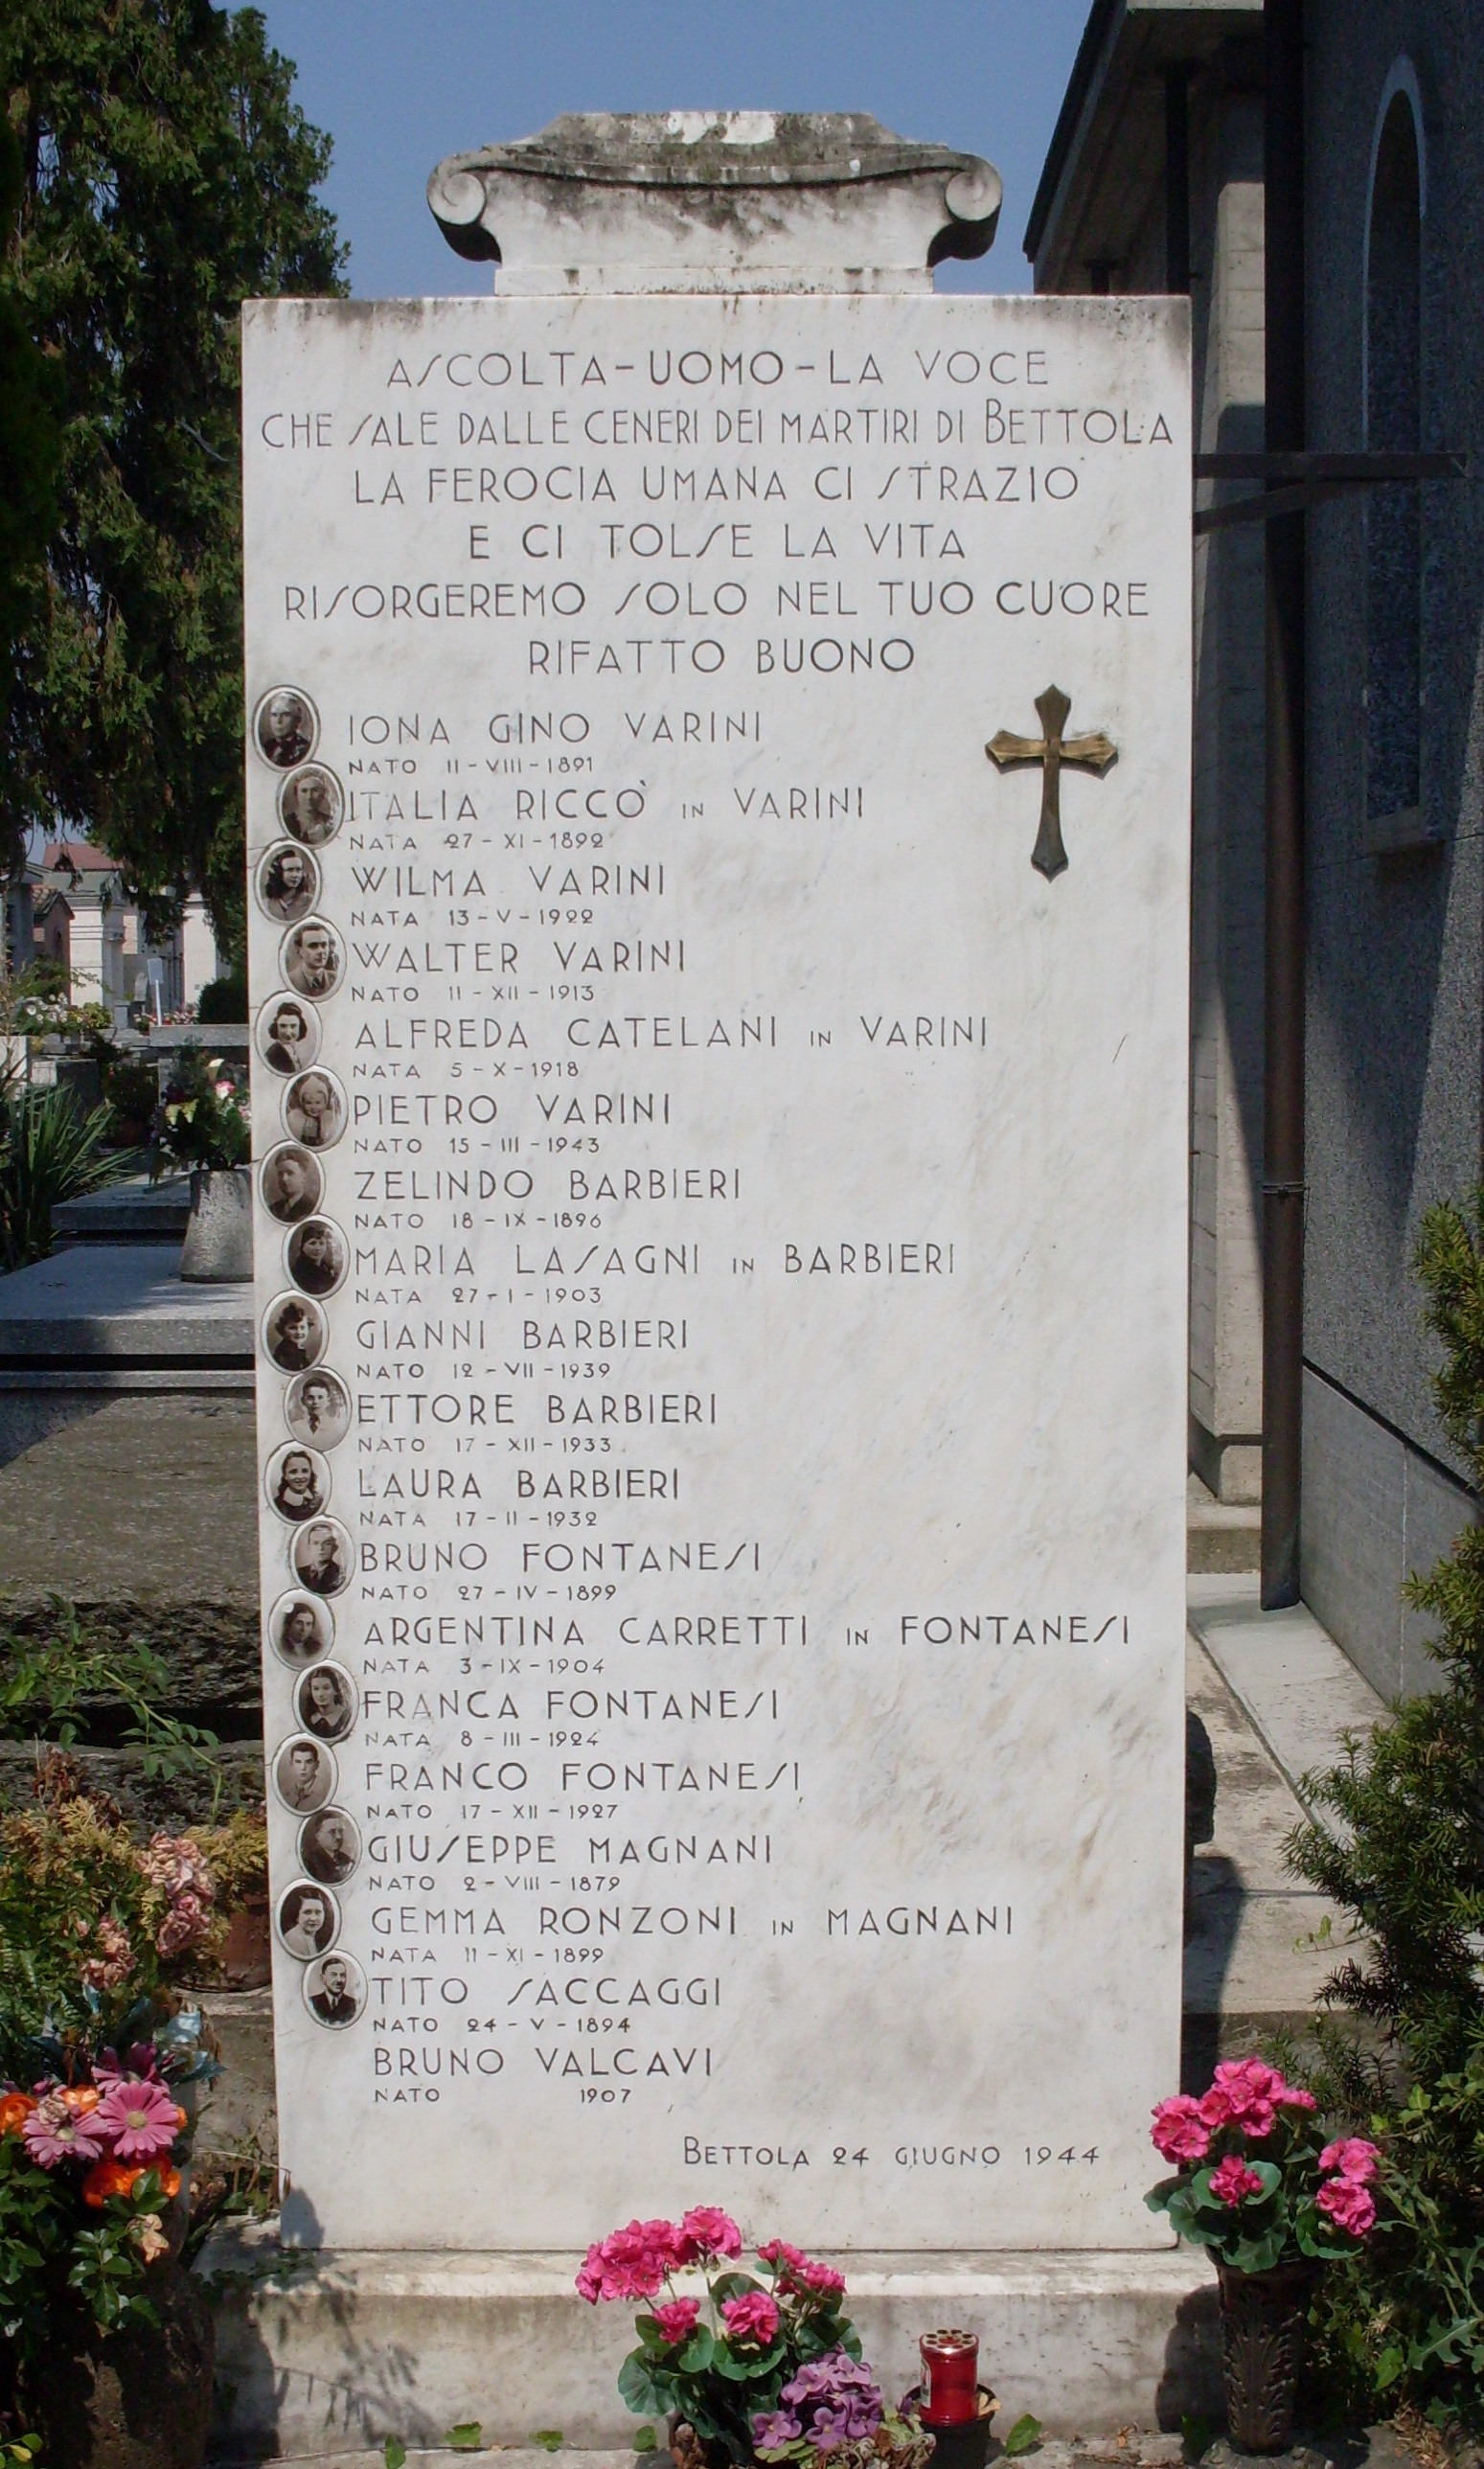 ASCOLTA-UOMO-LA VOCE
CHE SALE DALLE CENERI DEI MARTIRI DI BETTOLA
LA FEROCIA UMANA CI STRAZIO
E CI TOLSE LA VITA
RISORGEREMO SOLO NEL TUO CUORE
RIFATTO BUONO
IONA GINO VARINI
NATO 11-VIII-1891
ITALIA RICCÒ IN VARINI
NATA 27-XI-1892
WILMA VARINI
NATA 13-V-1922
WALTER VARINI
NATO 11-XII-1913
ALFREDA CATELANI IN VARINI
NATA 5-X-1918
PIETRO VARINI
NATO 15-III-1943
ZELINDO BARBIERI
NATO 18-IX-1896
MARIA LASAGNI IN BARBIERI
NATA 27-1-1903
GIANNI BARBIERI
NATO 12-VII-1939
ETTORE BARBIERI
NATO 17-XII-1933
LAURA BARBIERI
NATA 17-II-1932
BRUNO FONTANESI
NATO 27-IV-1899
ARGENTINA CARRETTI IN FONTANESI
NATA 3-IX-1904
FRANCA FONTANESI
NATA 8-III-1924
FRANCO FONTANESI
NATO 17-XII-1927
GIUSEPPE MAGNANI
NATO 2-VIII-1879
GEMMA RONZONI IN MAGNANI
NATA 11-XI-1899
TITO SACCAGGI
NATO 24-V-1894
BRUNO VALCAVI
NATO 1907
BETTOLA 24 GIUGNO 1944